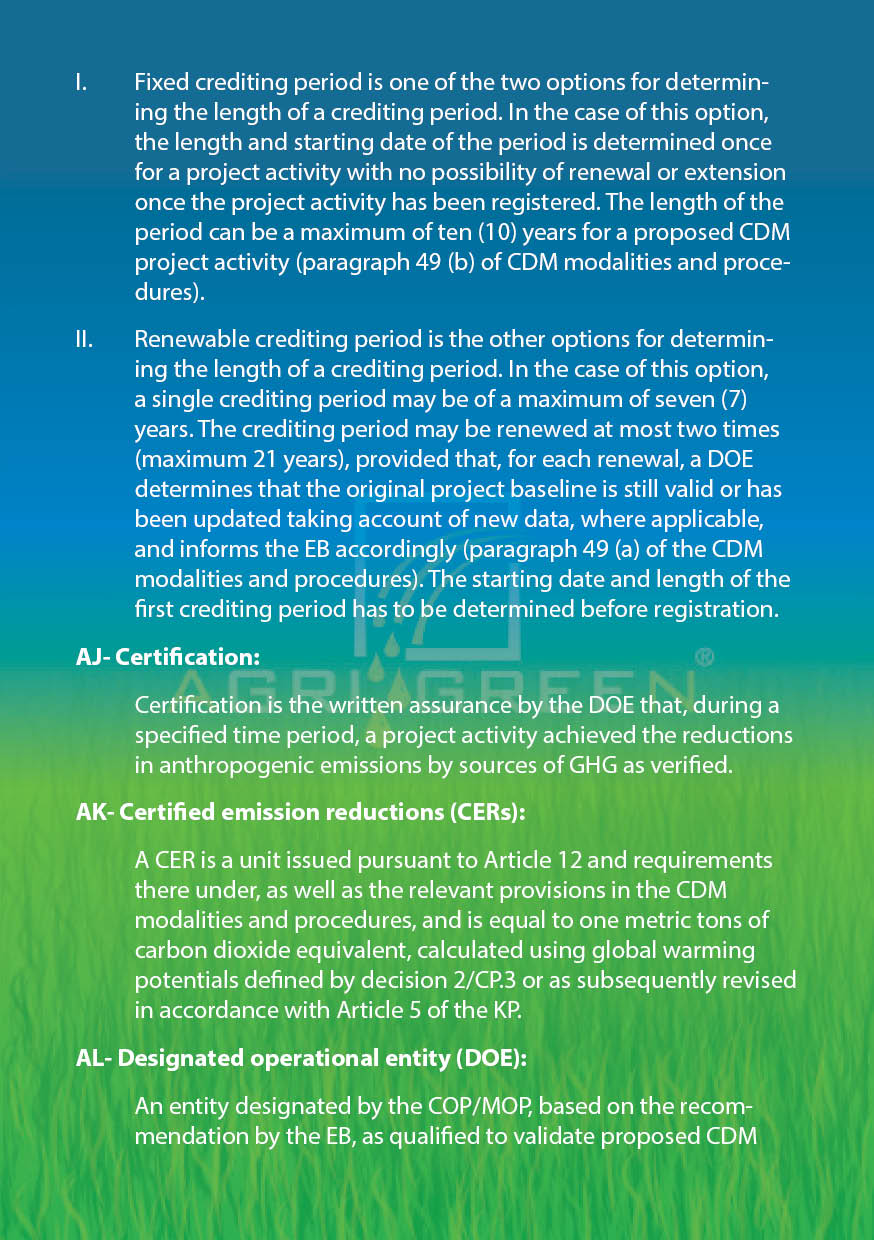 I. Fixed crediting period is one of the two options for determin-
ing the length of a crediting period. In the case of this option,
the length and starting date of the period is determined once
for a project activity with no possibility of renewal or extension
once the project activity has been registered. The length of the
period can be a maximum of ten (10) years for a proposed CDM
project activity (paragraph 49 (b) of CDM modalities and proce-
dures).
II. Renewable crediting period is the other options for determin-
ing the length of a crediting period. In the case of this option,
a single crediting period may be of a maximum of seven (7)
years. The crediting period may be renewed at most two times
(maximum 21 years), provided that, for each renewal, a DOE
determines that the original project baseline is still valid or has
been updated taking account of new data, where applicable,
and informs the EB accordingly (paragraph 49 (a) of the CDM
modalities and procedures). The starting date and length of the
first crediting period has to be determined before registration.
AJ- Certification:
AGRI GREEN®
Certification is the written assurance by the DOE that, during a
specified time period, a project activity achieved the reductions
in anthropogenic emissions by sources of GHG as verified.
AK- Certified emission reductions (CERs):
A CER is a unit issued pursuant to Article 12 and requirements
there under, as well as the relevant provisions in the CDM
modalities and procedures, and is equal to one metric tons of
carbon dioxide equivalent, calculated using global warming
potentials defined by decision 2/CP.3 or as subsequently revised
in accordance with Article 5 of the KP.
AL- Designated operational entity (DOE):
An entity designated by the COP/MOP, based on the recom-
mendation by the EB, as qualified to validate proposed CDM